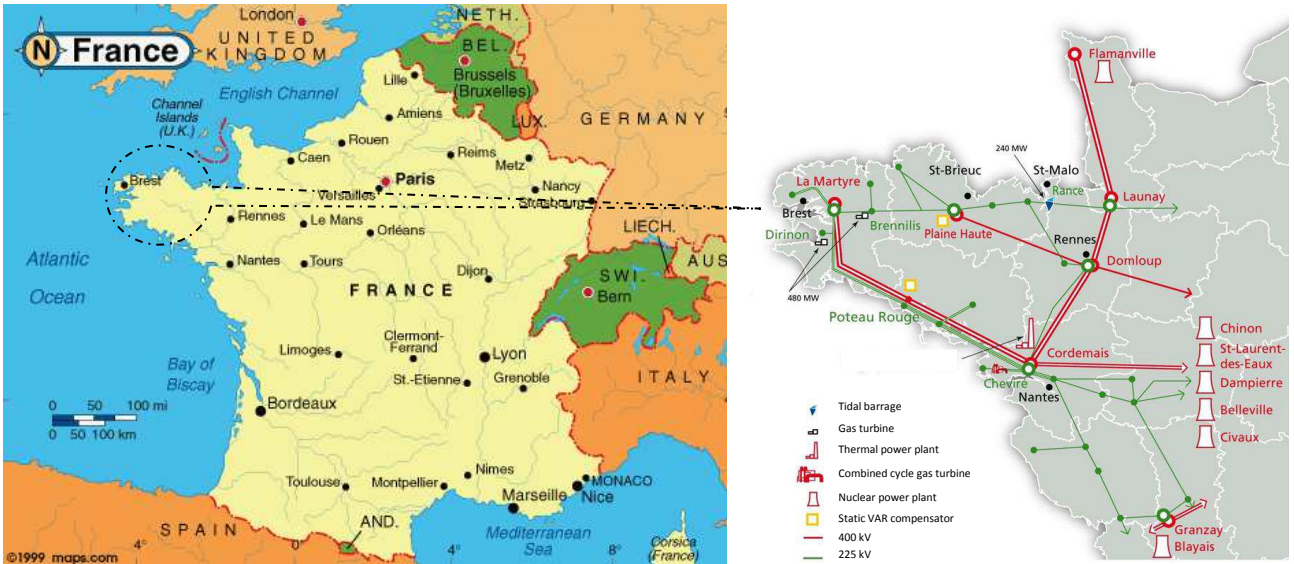 London
UNITED
KINGDOM
NETH.
N
France
BEL.
Brussels
(Bruxelles)
Lille
English Channel
Channel
Islands
(U.K.)
Amiens
LUX.
GERMANY
Rouen
Reims
Caen
Metz
Paris
Brest
Versailles
Nancy
Strasbourg
Rennes
Le Mans
Orléans
LIECH.
Atlantic
Ocean
Nantes
Tours
Dijon
AUS
SWI.
Bern
FRANCE
Bay of
Biscay
Limoges
Clermont-
Ferrand
Lyon
St.-Etienne
Grenoble
ITALY
0 50 100 mi
0 50 100 km
Bordeaux
Nimes
MONACO
Toulouse
Montpellier
Nice
Marseille
SPAIN
AND.
Mediterranean
Sea
Corsica
(France)
4°
0
4°
8°
©1999 maps.com
Flamanville
240 MW
St-Brieuc
St-Malo
La Martyre
Rance
Launay
Brest
Brennilis
Plaine Haute
Dirinon
Rennes
Domloup
480 MW
Poteau Rouge
Chinon
Cordemais
St-Laurent-
des-Eaux
Cheviré
Dampierre
Nantes
Belleville
Civaux
Tidal barrage
Gas turbine
Thermal power plant
Combined cycle gas turbine
Nuclear power plant
Static VAR compensator
400 kV
225 kV
Granzay
Blayais